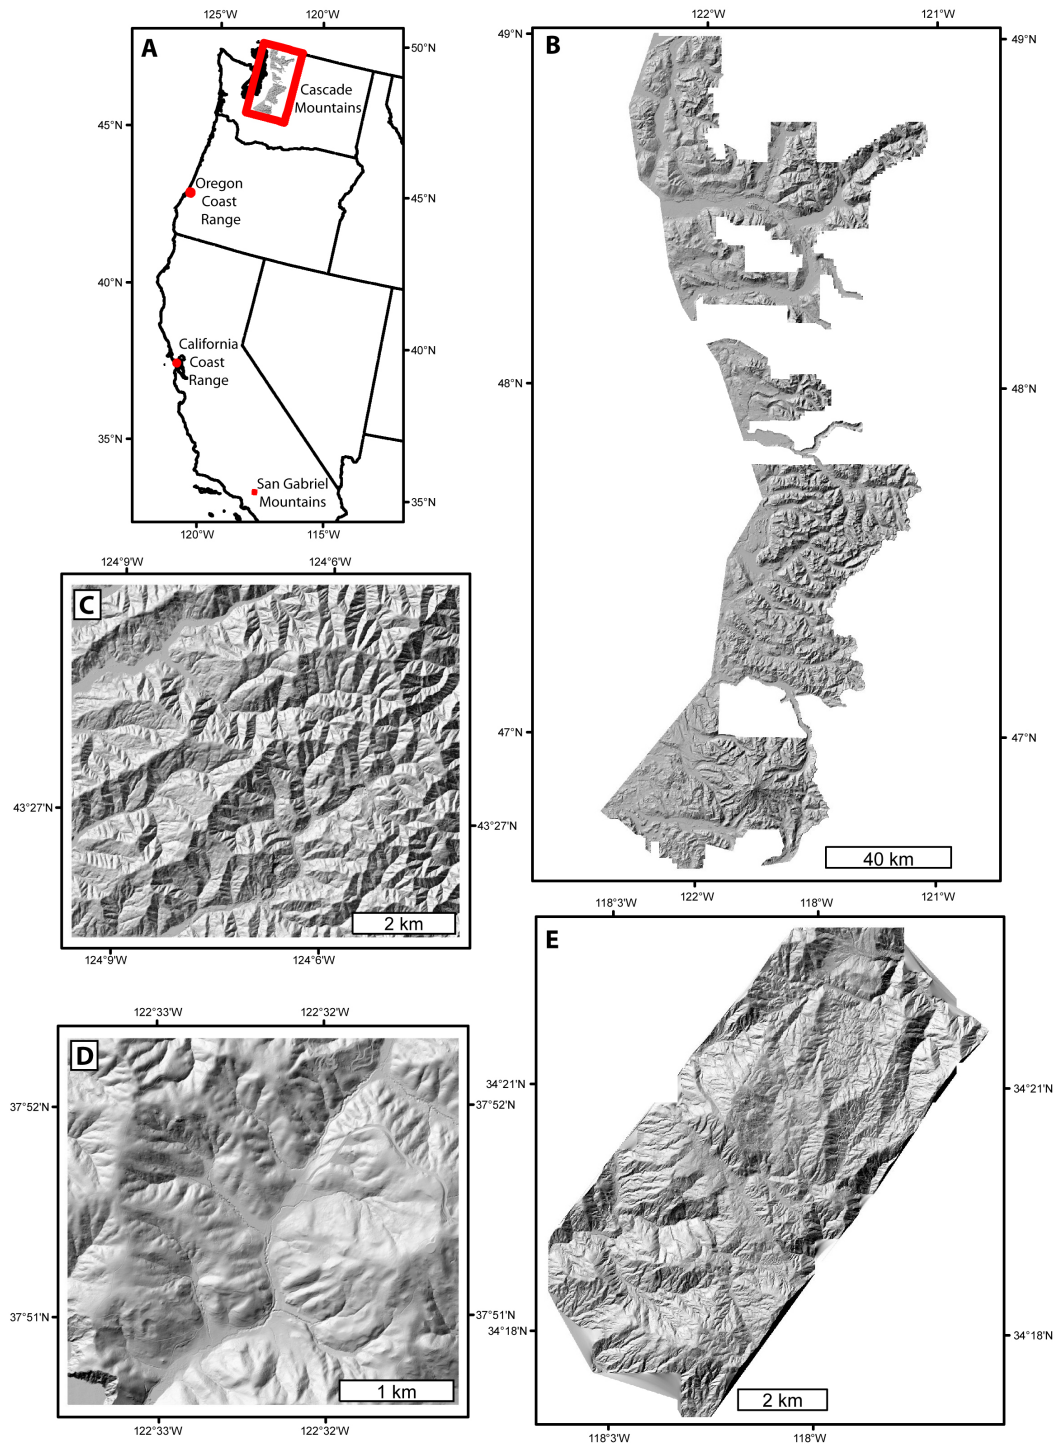 125°W
120°W
A
50°N
Cascade
Mountains
45°N
Oregon
Coast
Range
45°N
40°N
California
Coast
Range
40°N
35°N
San Gabriel
Mountains
35°N
120°W
115°W
122°W
121°W
49°N
B
49°N
48°N
48°N
47°N
47°N
40 km
122°W
121°W
124°9'W
124°6'W
C
43°27'N
43°27'N
2 km
124°9'W
124°6'W
122°33'W
122°32'W
D
37°52'N
37°52'N
37°51'N
37°51'N
1 km
122°33'W
122°32'W
118°3'W
118°W
E
34°21'N
34°21'N
34°18'N
34°18'N
2 km
118°3'W
118°W